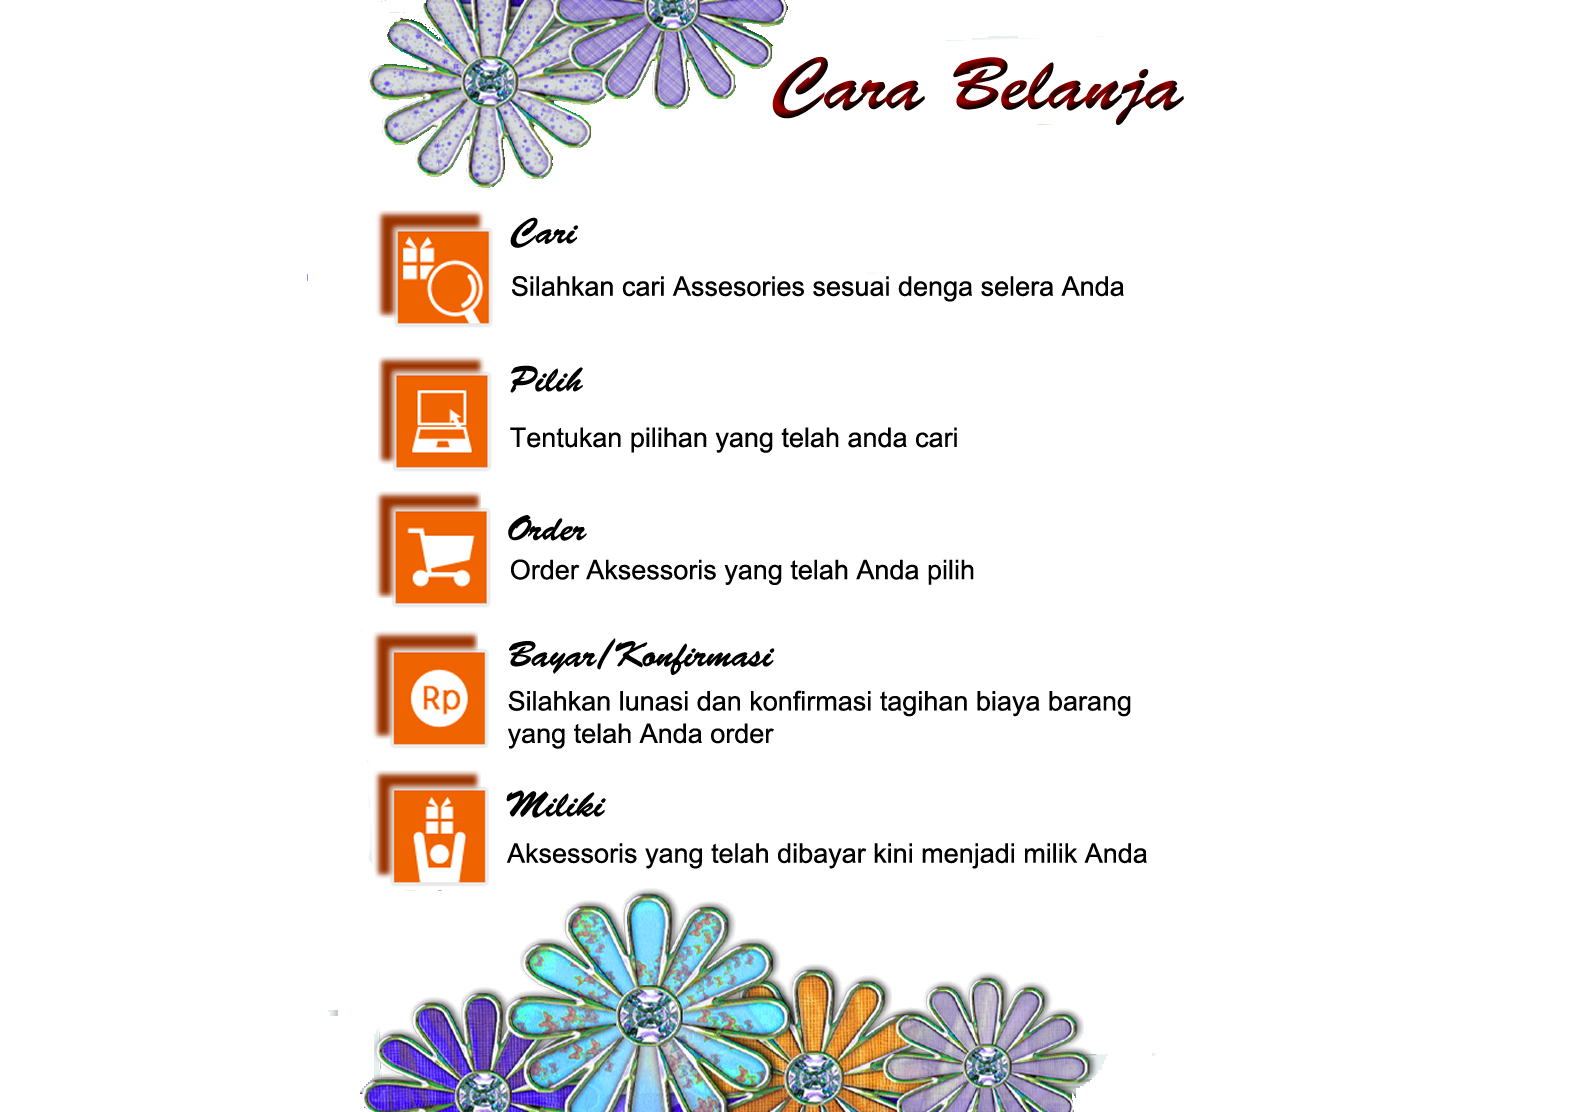 Cara Belanja
Cari
Silahkan cari Assesories sesuai denga selera Anda
Pilih
Tentukan pilihan yang telah anda cari
Order
Order Aksessoris yang telah Anda pilih
Bayar/Konfirmasi
Rp
Silahkan lunasi dan konfirmasi tagihan biaya barang
yang telah Anda order
Miliki
Aksessoris yang telah dibayar kini menjadi milik Anda